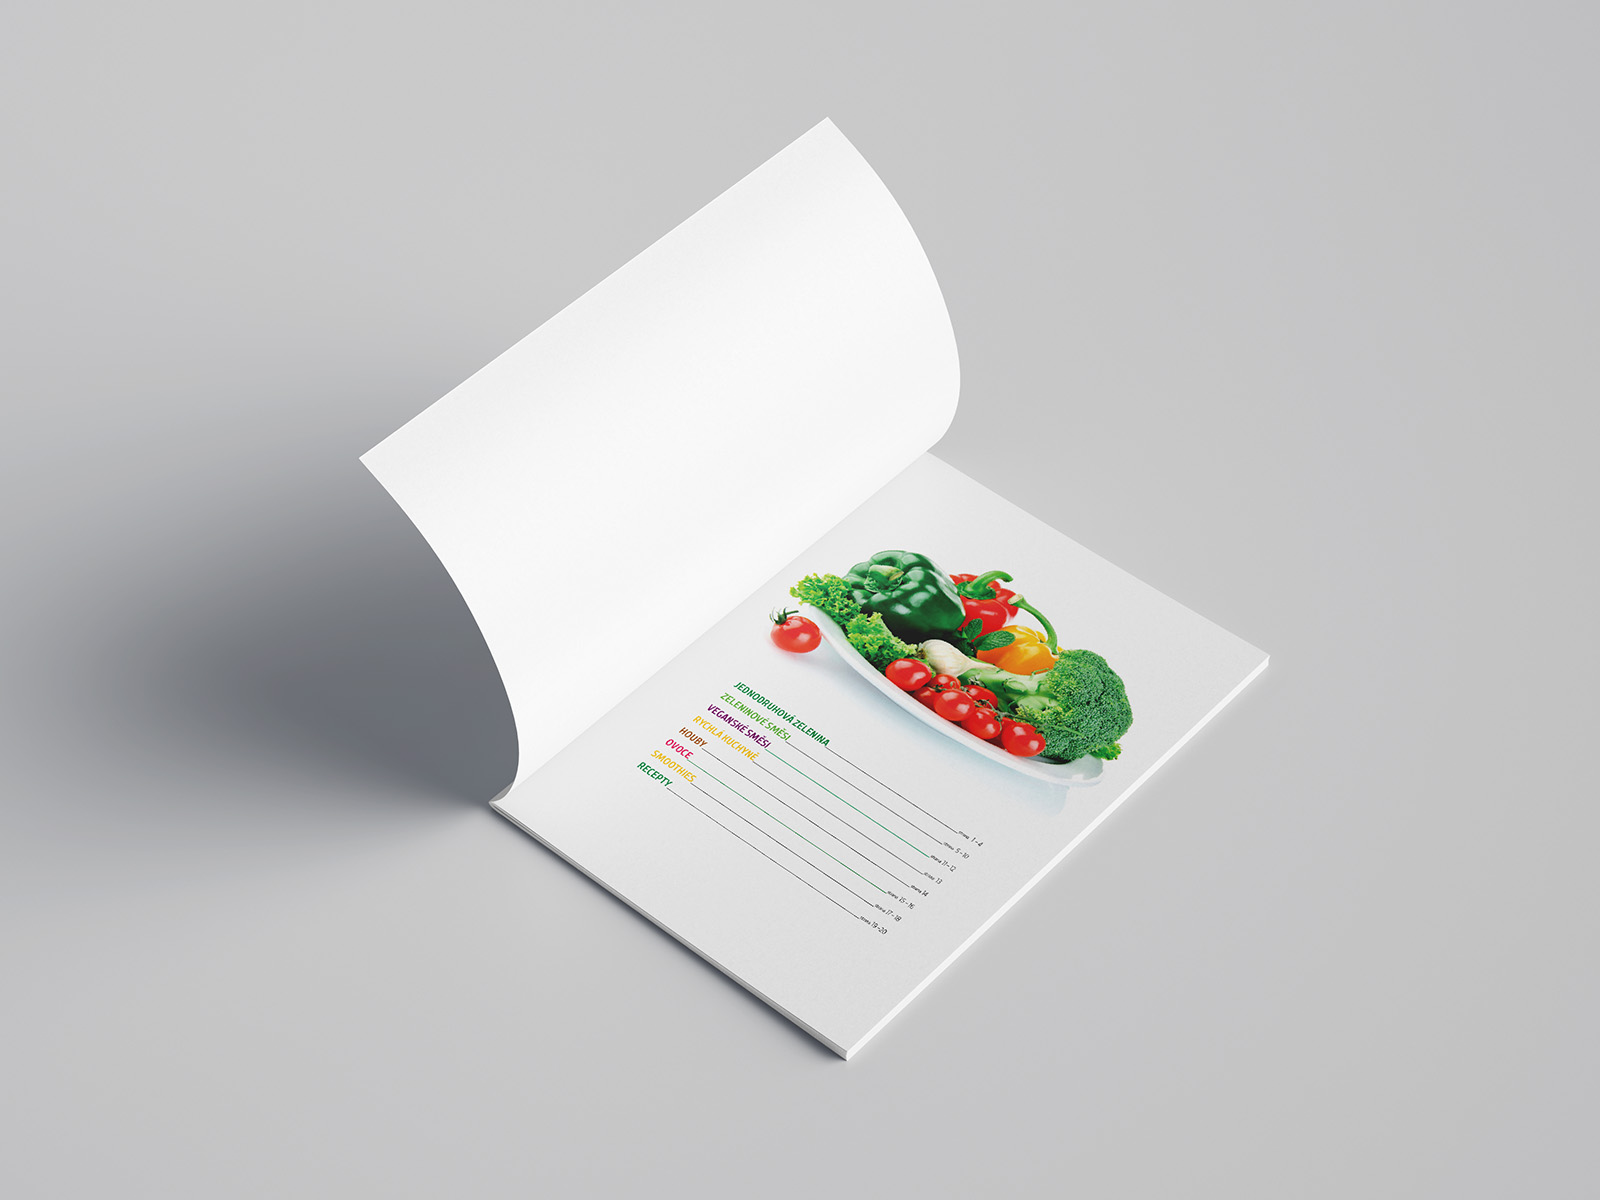 JEDNODRUHOVÁ ZELENINA strana 1 - 4
ZELENINOVÉ SMĚSI strana 5 - 10
VEGANSKÉ SMĚSI strana 11 - 12
RYCHLÁ KUCHYNĚ strana 13
HOUBY strana 14
OVOCE strana 15 - 16
SMOOTHIES strana 17 - 18
RECEPTY strana 19 -20